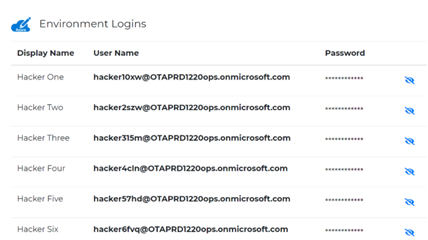 Environment Logins
Display Name User Name Password
Hacker One hacker10xw@OTAPRD1220ops.onmicrosoft.com ************
Hacker Two hacker2szw@OTAPRD1220ops.onmicrosoft.com ************
Hacker Three hacker315m@OTAPRD1220ops.onmicrosoft.com ************
Hacker Four hacker4cln@OTAPRD1220ops.onmicrosoft.com ************
Hacker Five hacker57hd@OTAPRD1220ops.onmicrosoft.com ************
Hacker Six hacker6fvq@OTAPRD1220ops.onmicrosoft.com ************